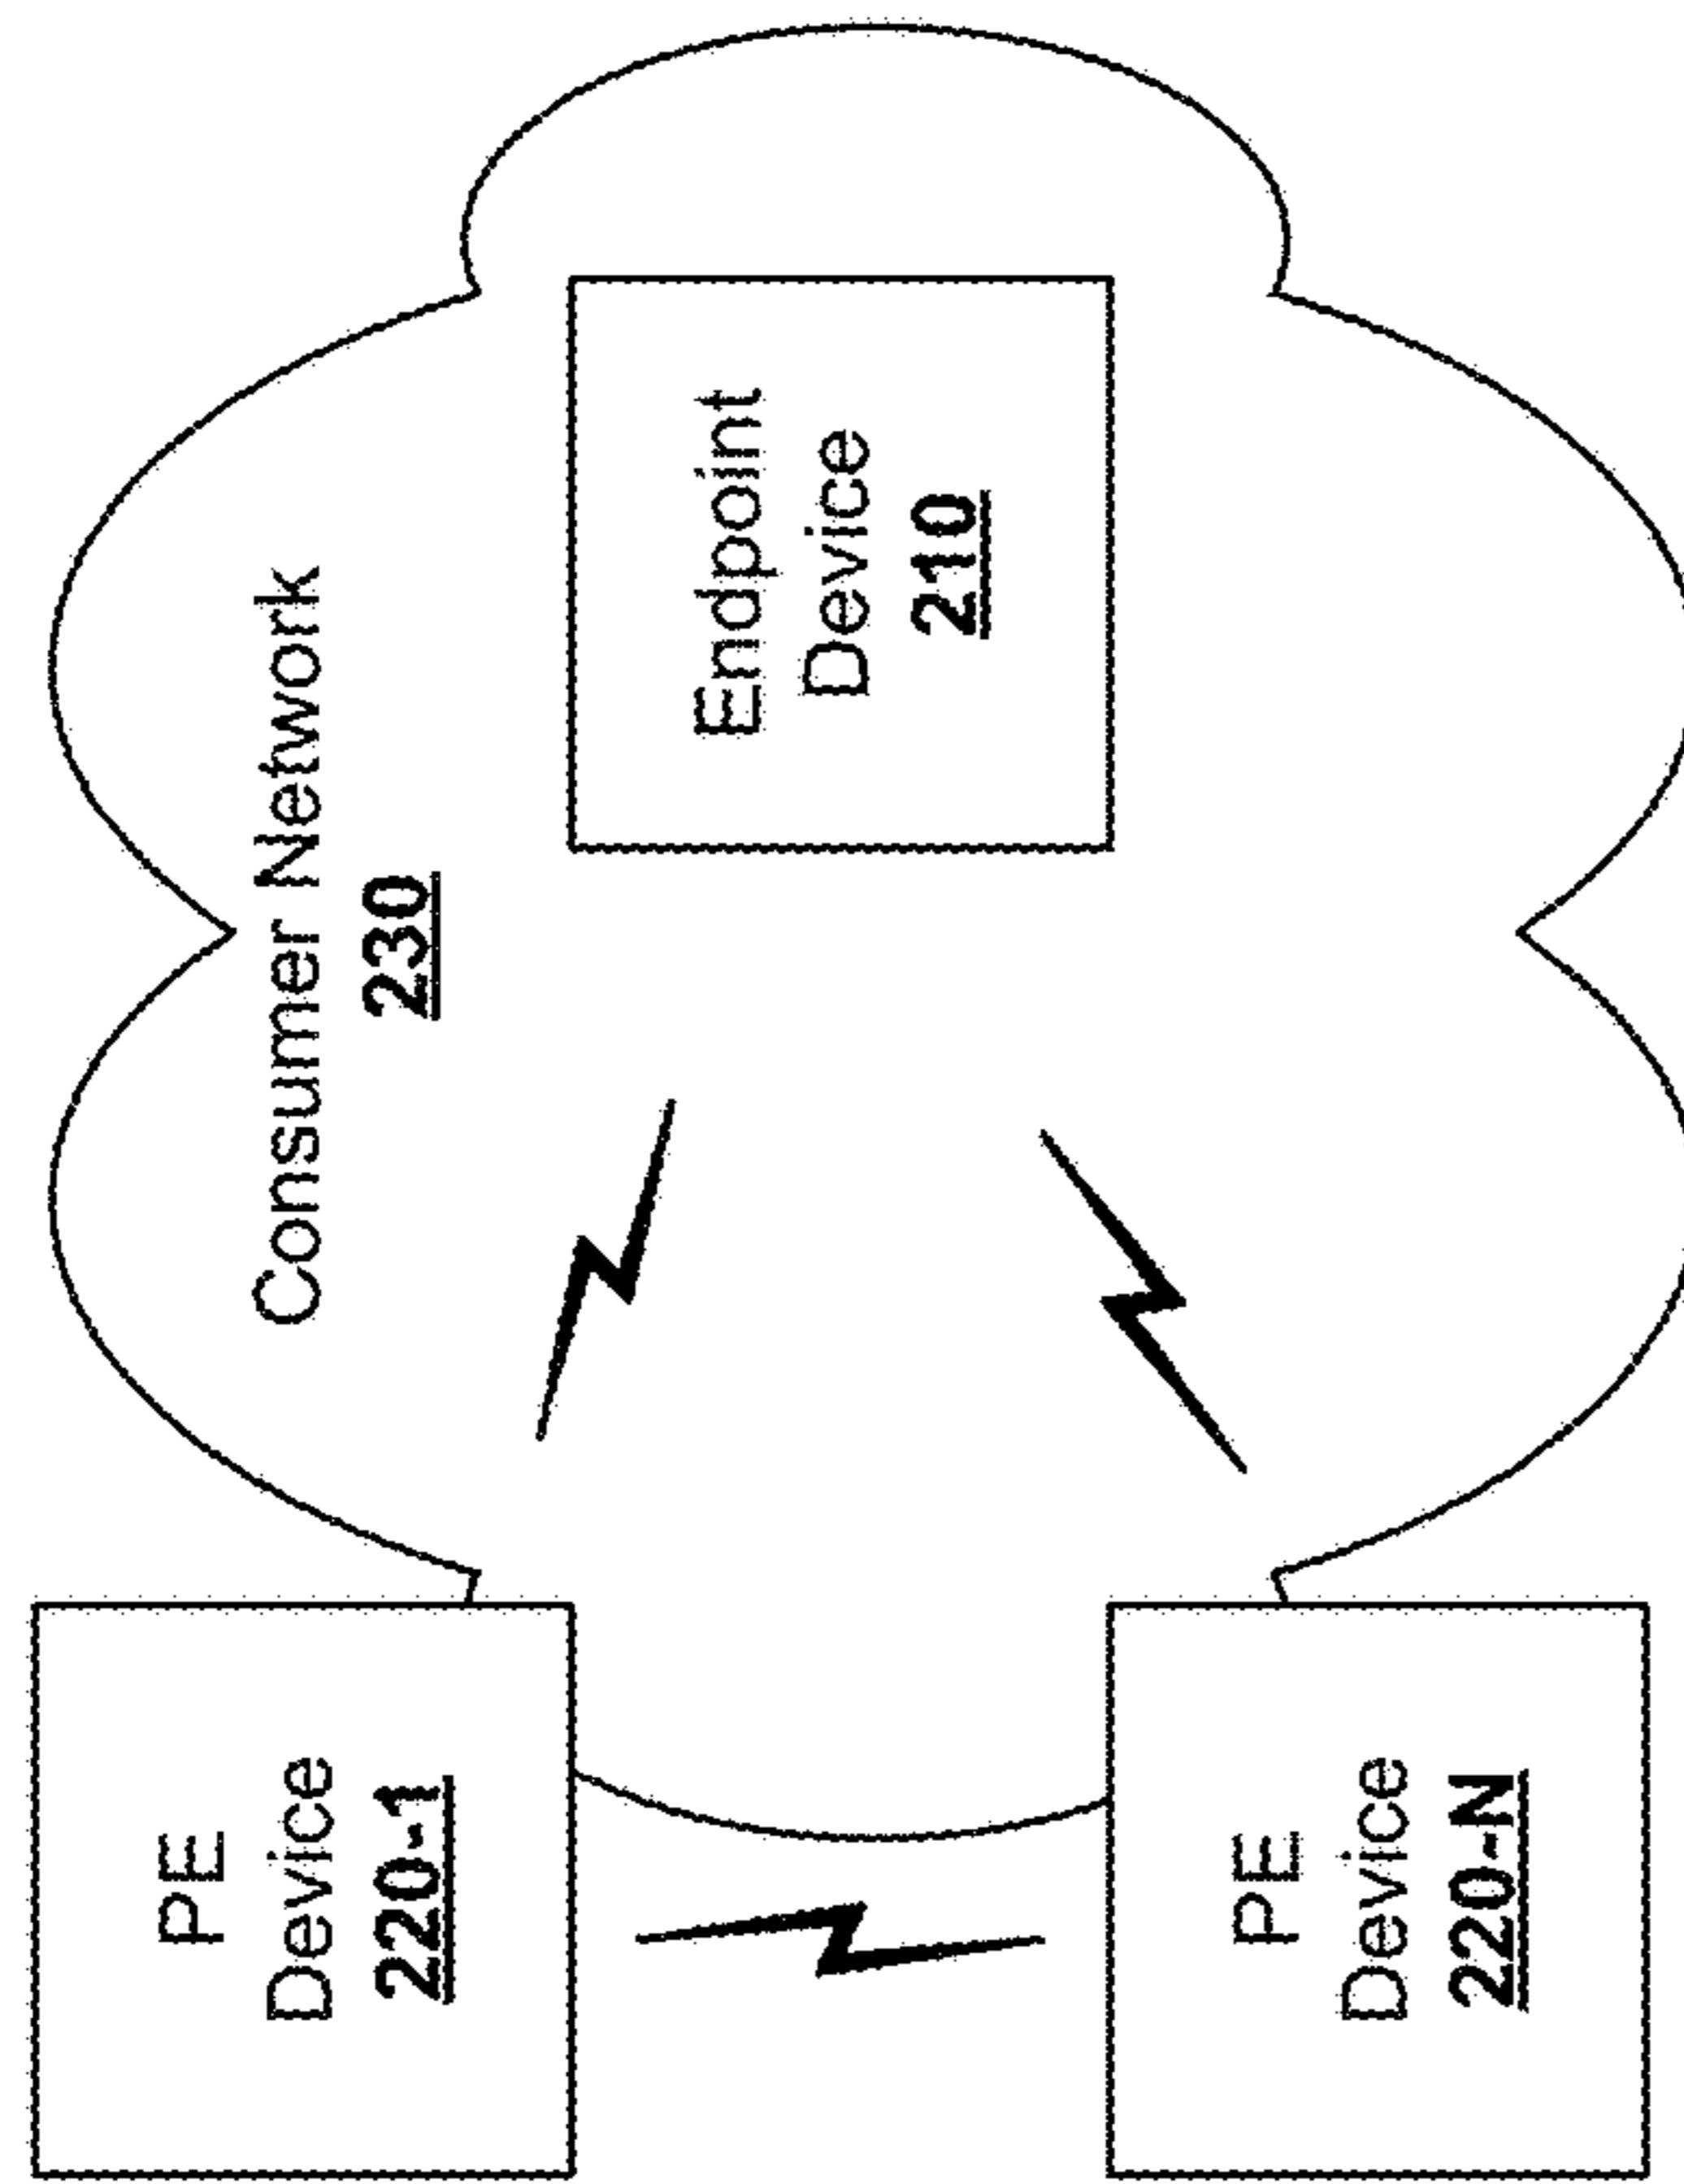 PE
Device
220-1
Consumer Network
230
Endpoint
Device
210
PE
Device
220-N